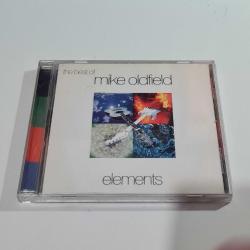 the best of
mike oldfield
elements